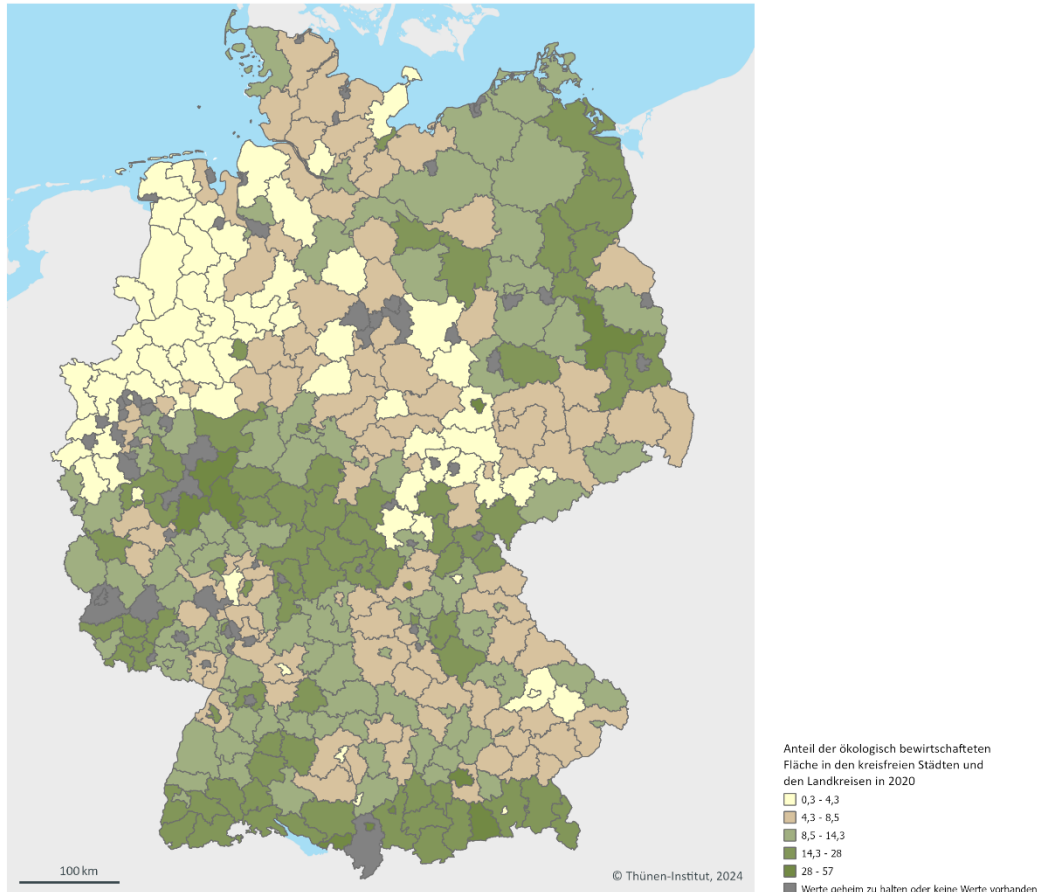 Anteil der ökologisch bewirtschafteten
Fläche in den kreisfreien Städten und
den Landkreisen in 2020
0,3 - 4,3
4,3 - 8,5
8,5 - 14,3
14,3 - 28
28 - 57
Werte geheim zu halten oder keine Werte vorhanden
100 km
© Thünen-Institut, 2024